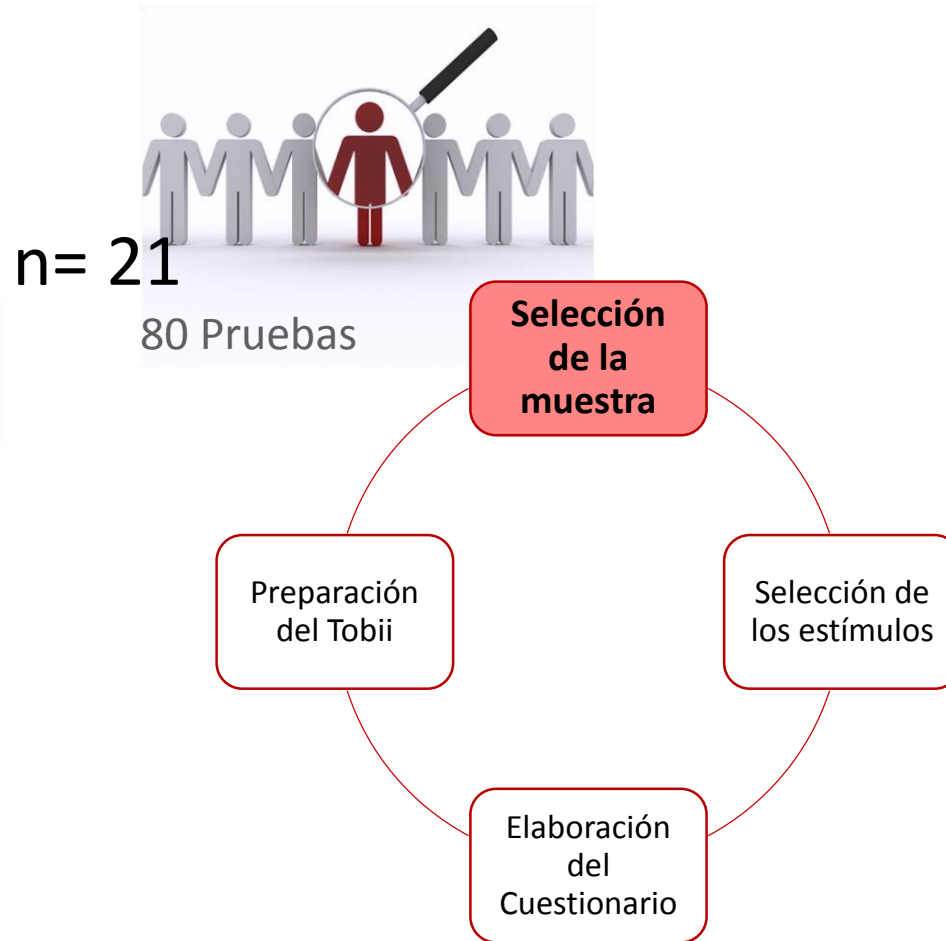 n= 21
80 Pruebas
Selección
de la
muestra
Preparación
del Tobii
Selección de
los estímulos
Elaboración
del
Cuestionario